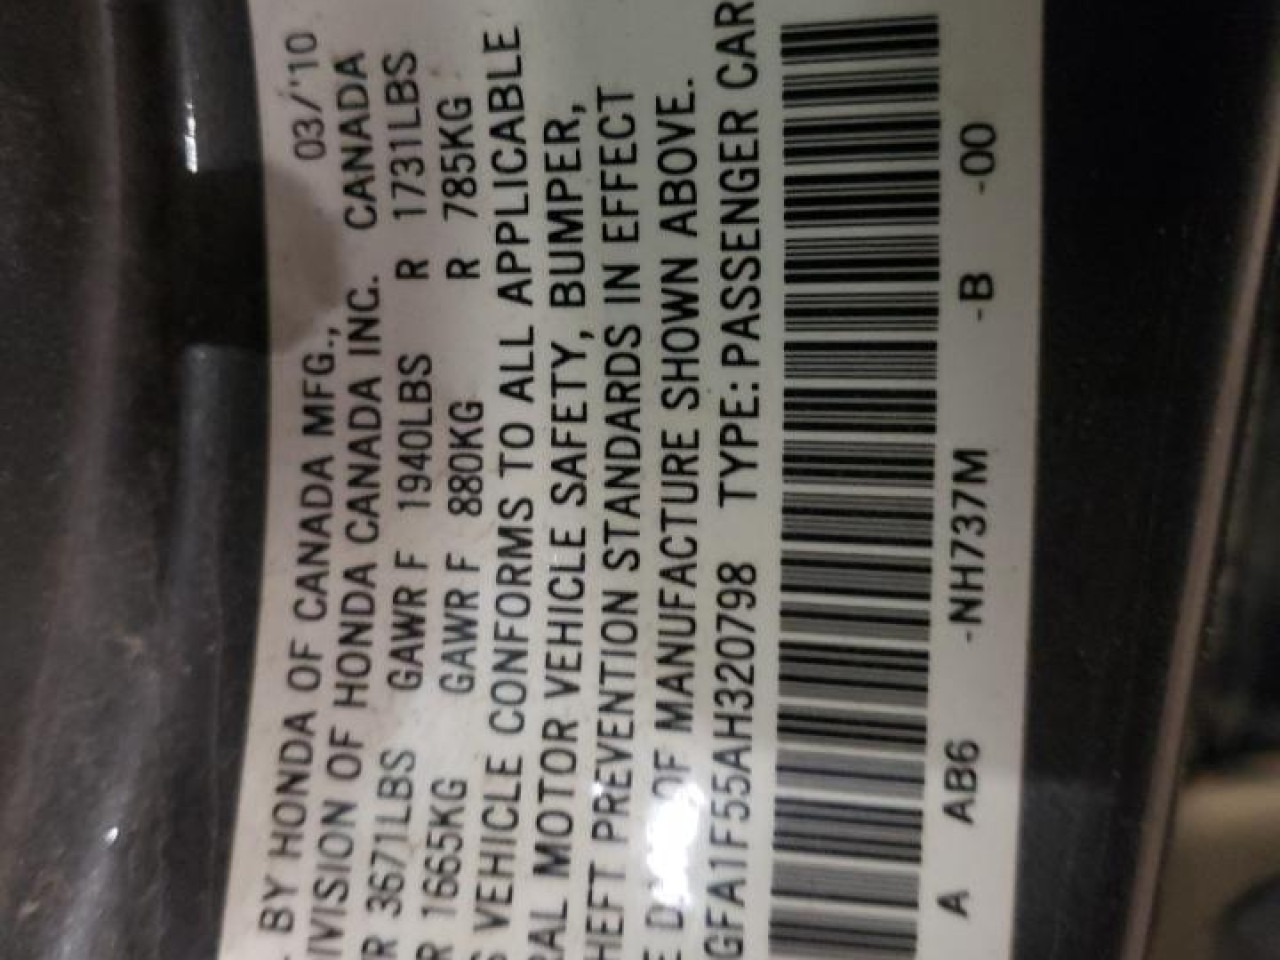 BY HONDA OF CANADA MFG., 03/'10
IVISION OF HONDA CANADA INC. CANADA
R 3671LBS GAWR F 1940LBS R 1731LBS
R 1665KG GAWR F 880KG R 785KG
S VEHICLE CONFORMS TO ALL APPLICABLE
RAL MOTOR VEHICLE SAFETY, BUMPER,
HEFT PREVENTION STANDARDS IN EFFECT
E OF MANUFACTURE SHOWN ABOVE.
GFA1F55AH320798 TYPE: PASSENGER CAR
A AB6 -NH737M -B -00